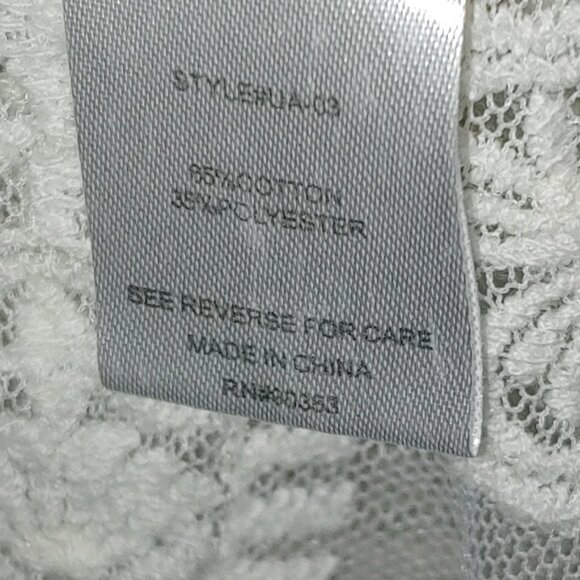 STYLE#UA-03
65%COTTON
35%POLYESTER
SEE REVERSE FOR CARE
MADE IN CHINA